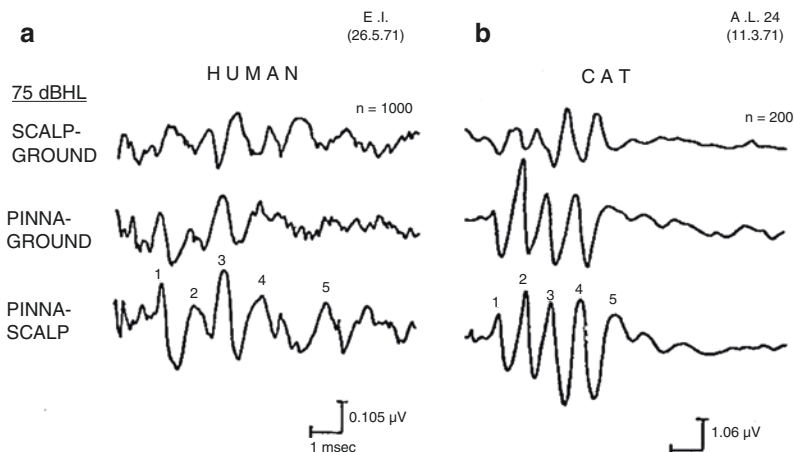 a
E .I.
(26.5.71)
HUMAN
75 dBHL
n = 1000
SCALP-
GROUND
PINNA-
GROUND
1 2 3 4 5
PINNA-
SCALP
0.105 µV
1 msec
b
A .L. 24
(11.3.71)
CAT
n = 200
1 2 3 4 5
1.06 µV